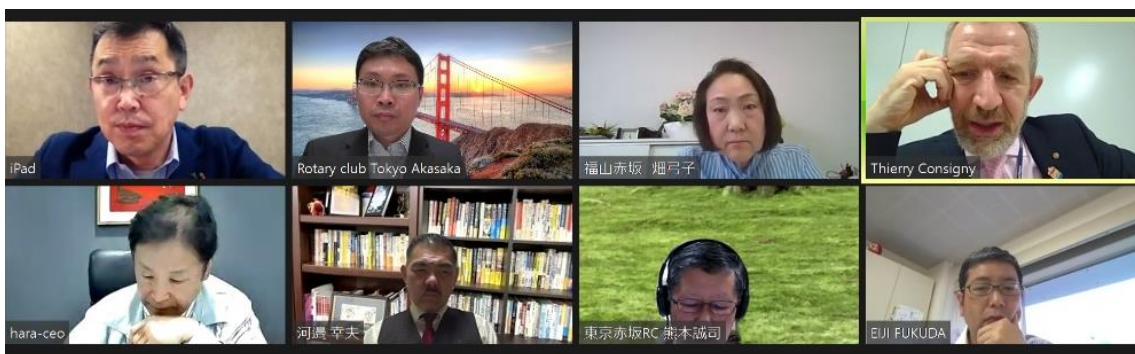 iPad
Rotary club Tokyo Akasaka
福山赤坂 畑弓子
Thierry Consigny
hara-ceo
河邉 幸夫
東京赤坂RC 熊本誠司
EIJI FUKUDA